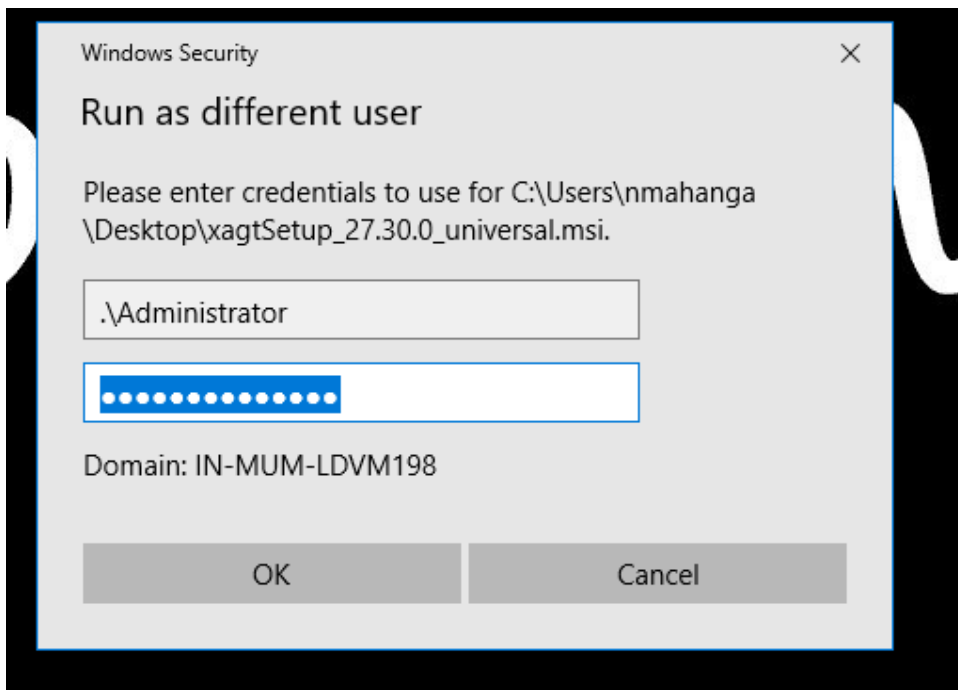 Windows Security
Run as different user
Please enter credentials to use for C:\Users\nmahanga
\Desktop\xagtSetup_27.30.0_universal.msi.
.\Administrator
●●●●●●●●●●●●●●
Domain: IN-MUM-LDVM198
OK
Cancel